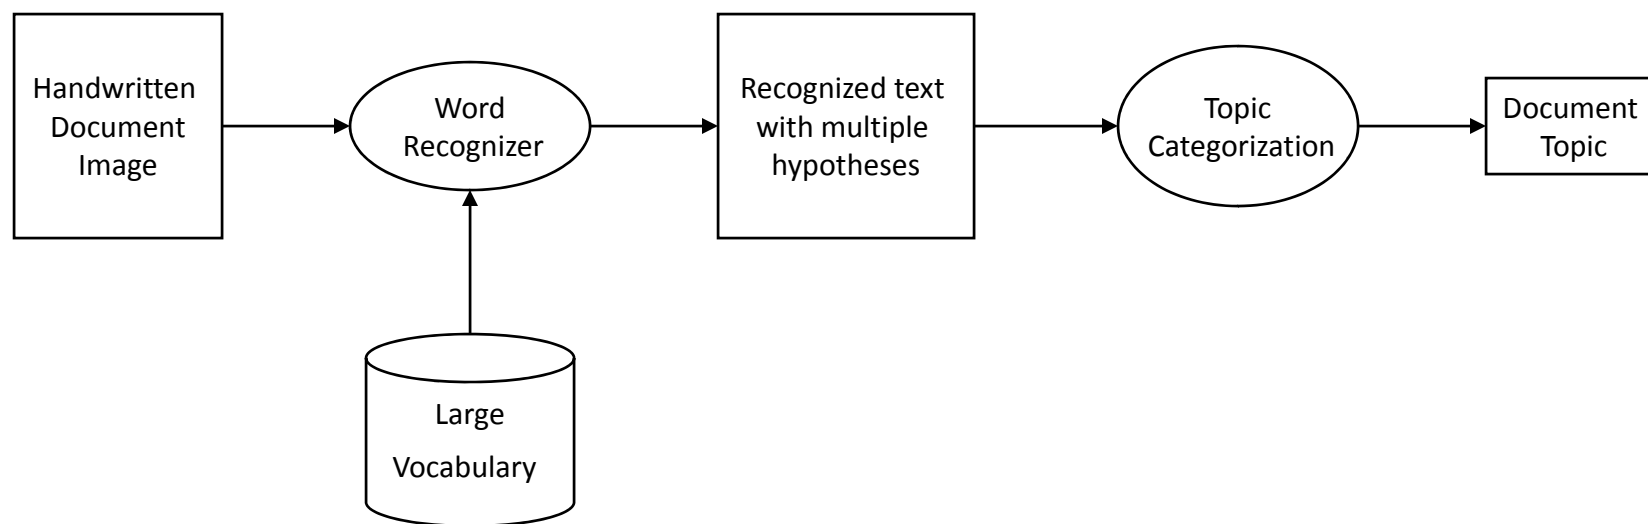 Handwritten
Document
Image
Word
Recognizer
Recognized text
with multiple
hypotheses
Topic
Categorization
Document
Topic
Large
Vocabulary